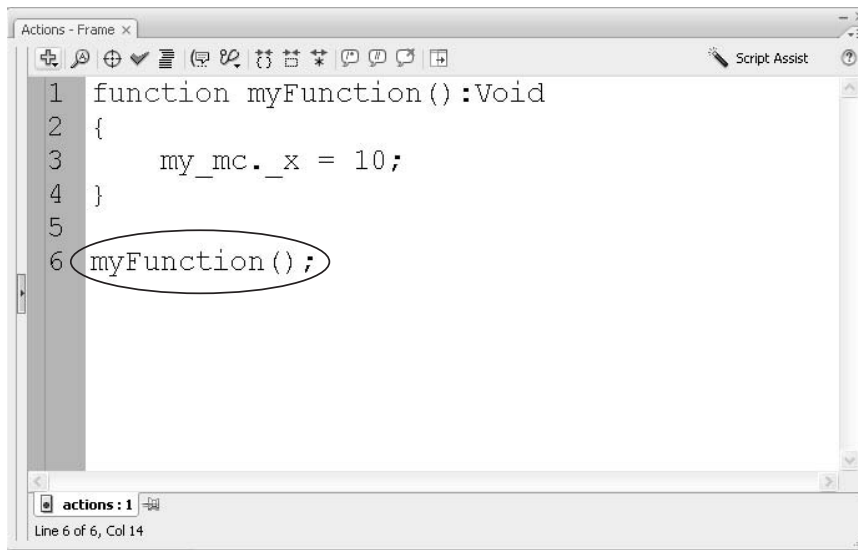 Actions - Frame ×
Script Assist
1 function myFunction():Void
2 {
3 my_mc._x = 10;
4 }
5
6 myFunction();
actions : 1
Line 6 of 6, Col 14